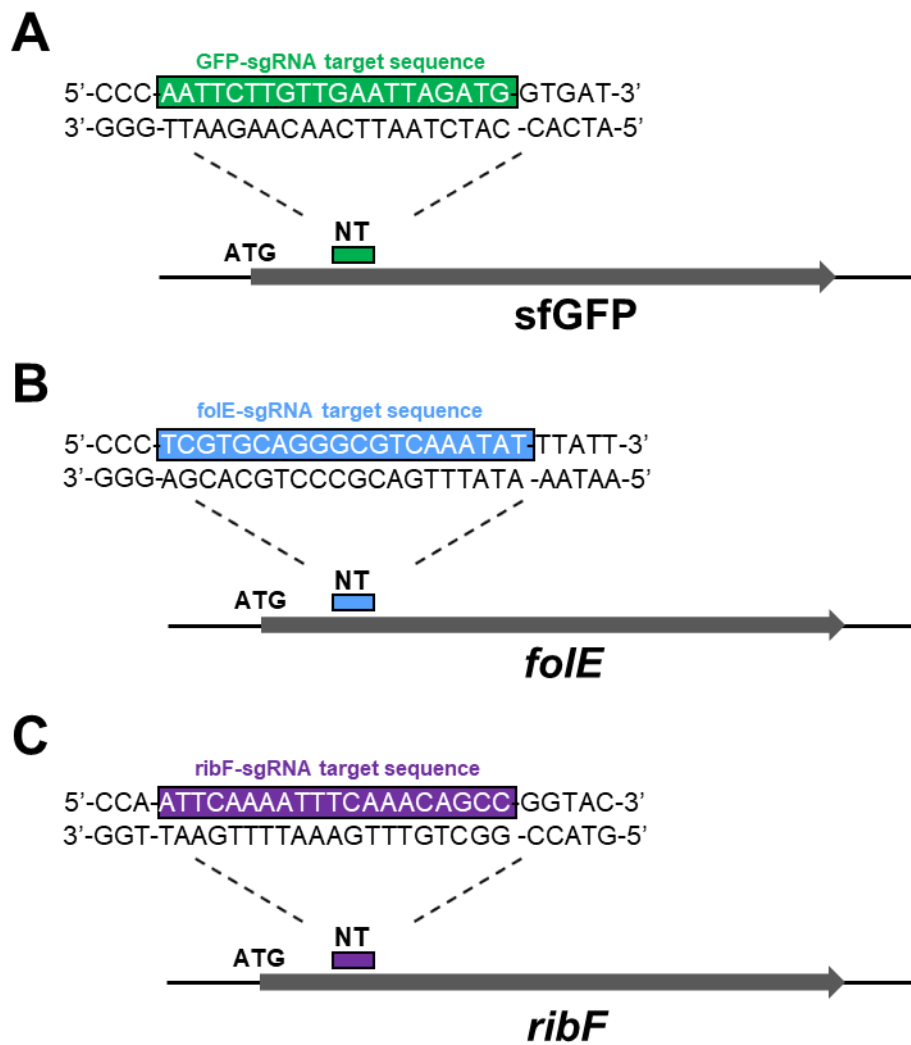 A
GFP-sgRNA target sequence
5’-CCC-AATTCTTGTTGAATTAGATG-GTGAT-3’
3’-GGG-TTAAGAACAACTTAATCTAC-CACTA-5’
NT
ATG
sfGFP
B
folE-sgRNA target sequence
5’-CCC-TCGTGCAGGGCGTCAAATAT-TTATT-3’
3’-GGG-AGCACGTCCCGCAGTTTATA-AATAA-5’
NT
ATG
folE
C
ribF-sgRNA target sequence
5’-CCA-ATTCAAAATTTCAAACAGCC-GGTAC-3’
3’-GGT-TAAGTTTTAAAGTTTGTCGG-CCATG-5’
NT
ATG
ribF